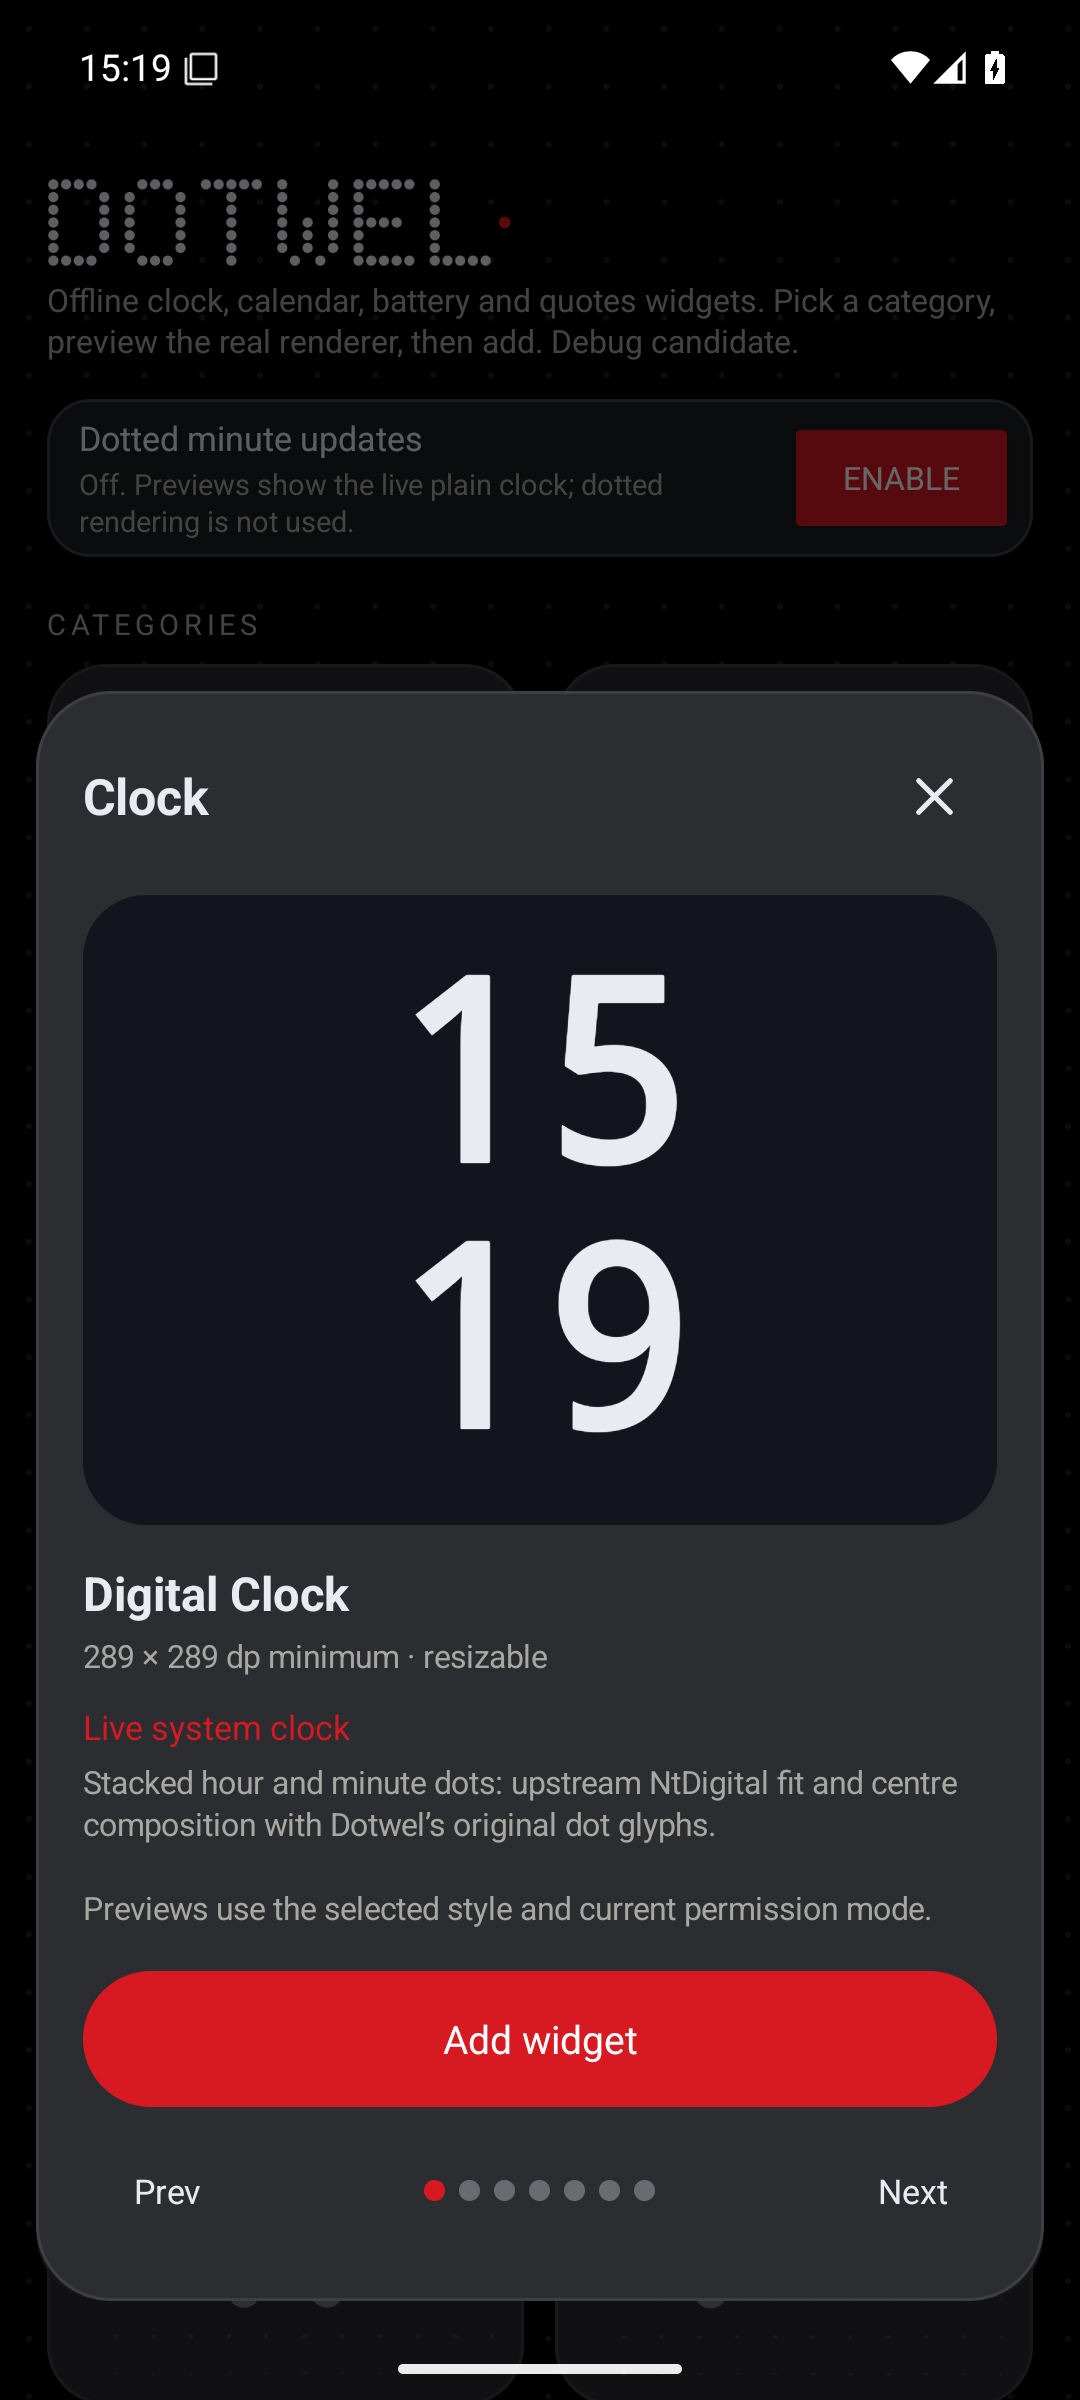 15:19
DOTWEL
Offline clock, calendar, battery and quotes widgets. Pick a category,
preview the real renderer, then add. Debug candidate.
Dotted minute updates
Off. Previews show the live plain clock; dotted
rendering is not used.
ENABLE
CATEGORIES
Clock
15
19
Digital Clock
289 × 289 dp minimum · resizable
Live system clock
Stacked hour and minute dots: upstream NtDigital fit and centre
composition with Dotwel’s original dot glyphs.
Previews use the selected style and current permission mode.
Add widget
Prev
Next